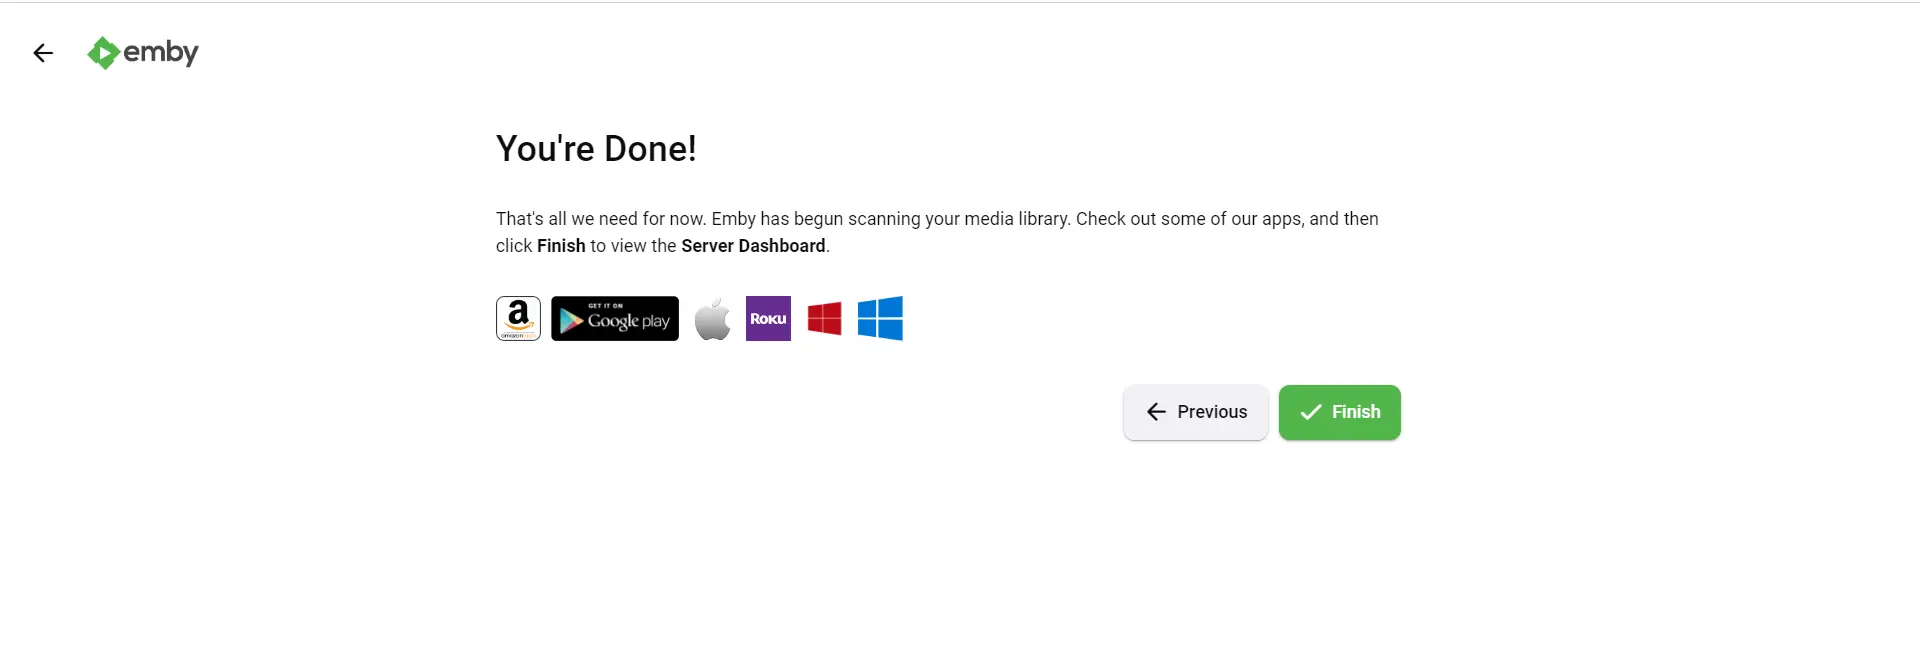 emby
You're Done!
That's all we need for now. Emby has begun scanning your media library. Check out some of our apps, and then
click Finish to view the Server Dashboard.
a
amazon
GET IT ON
Google play
ROKU
Previous
Finish